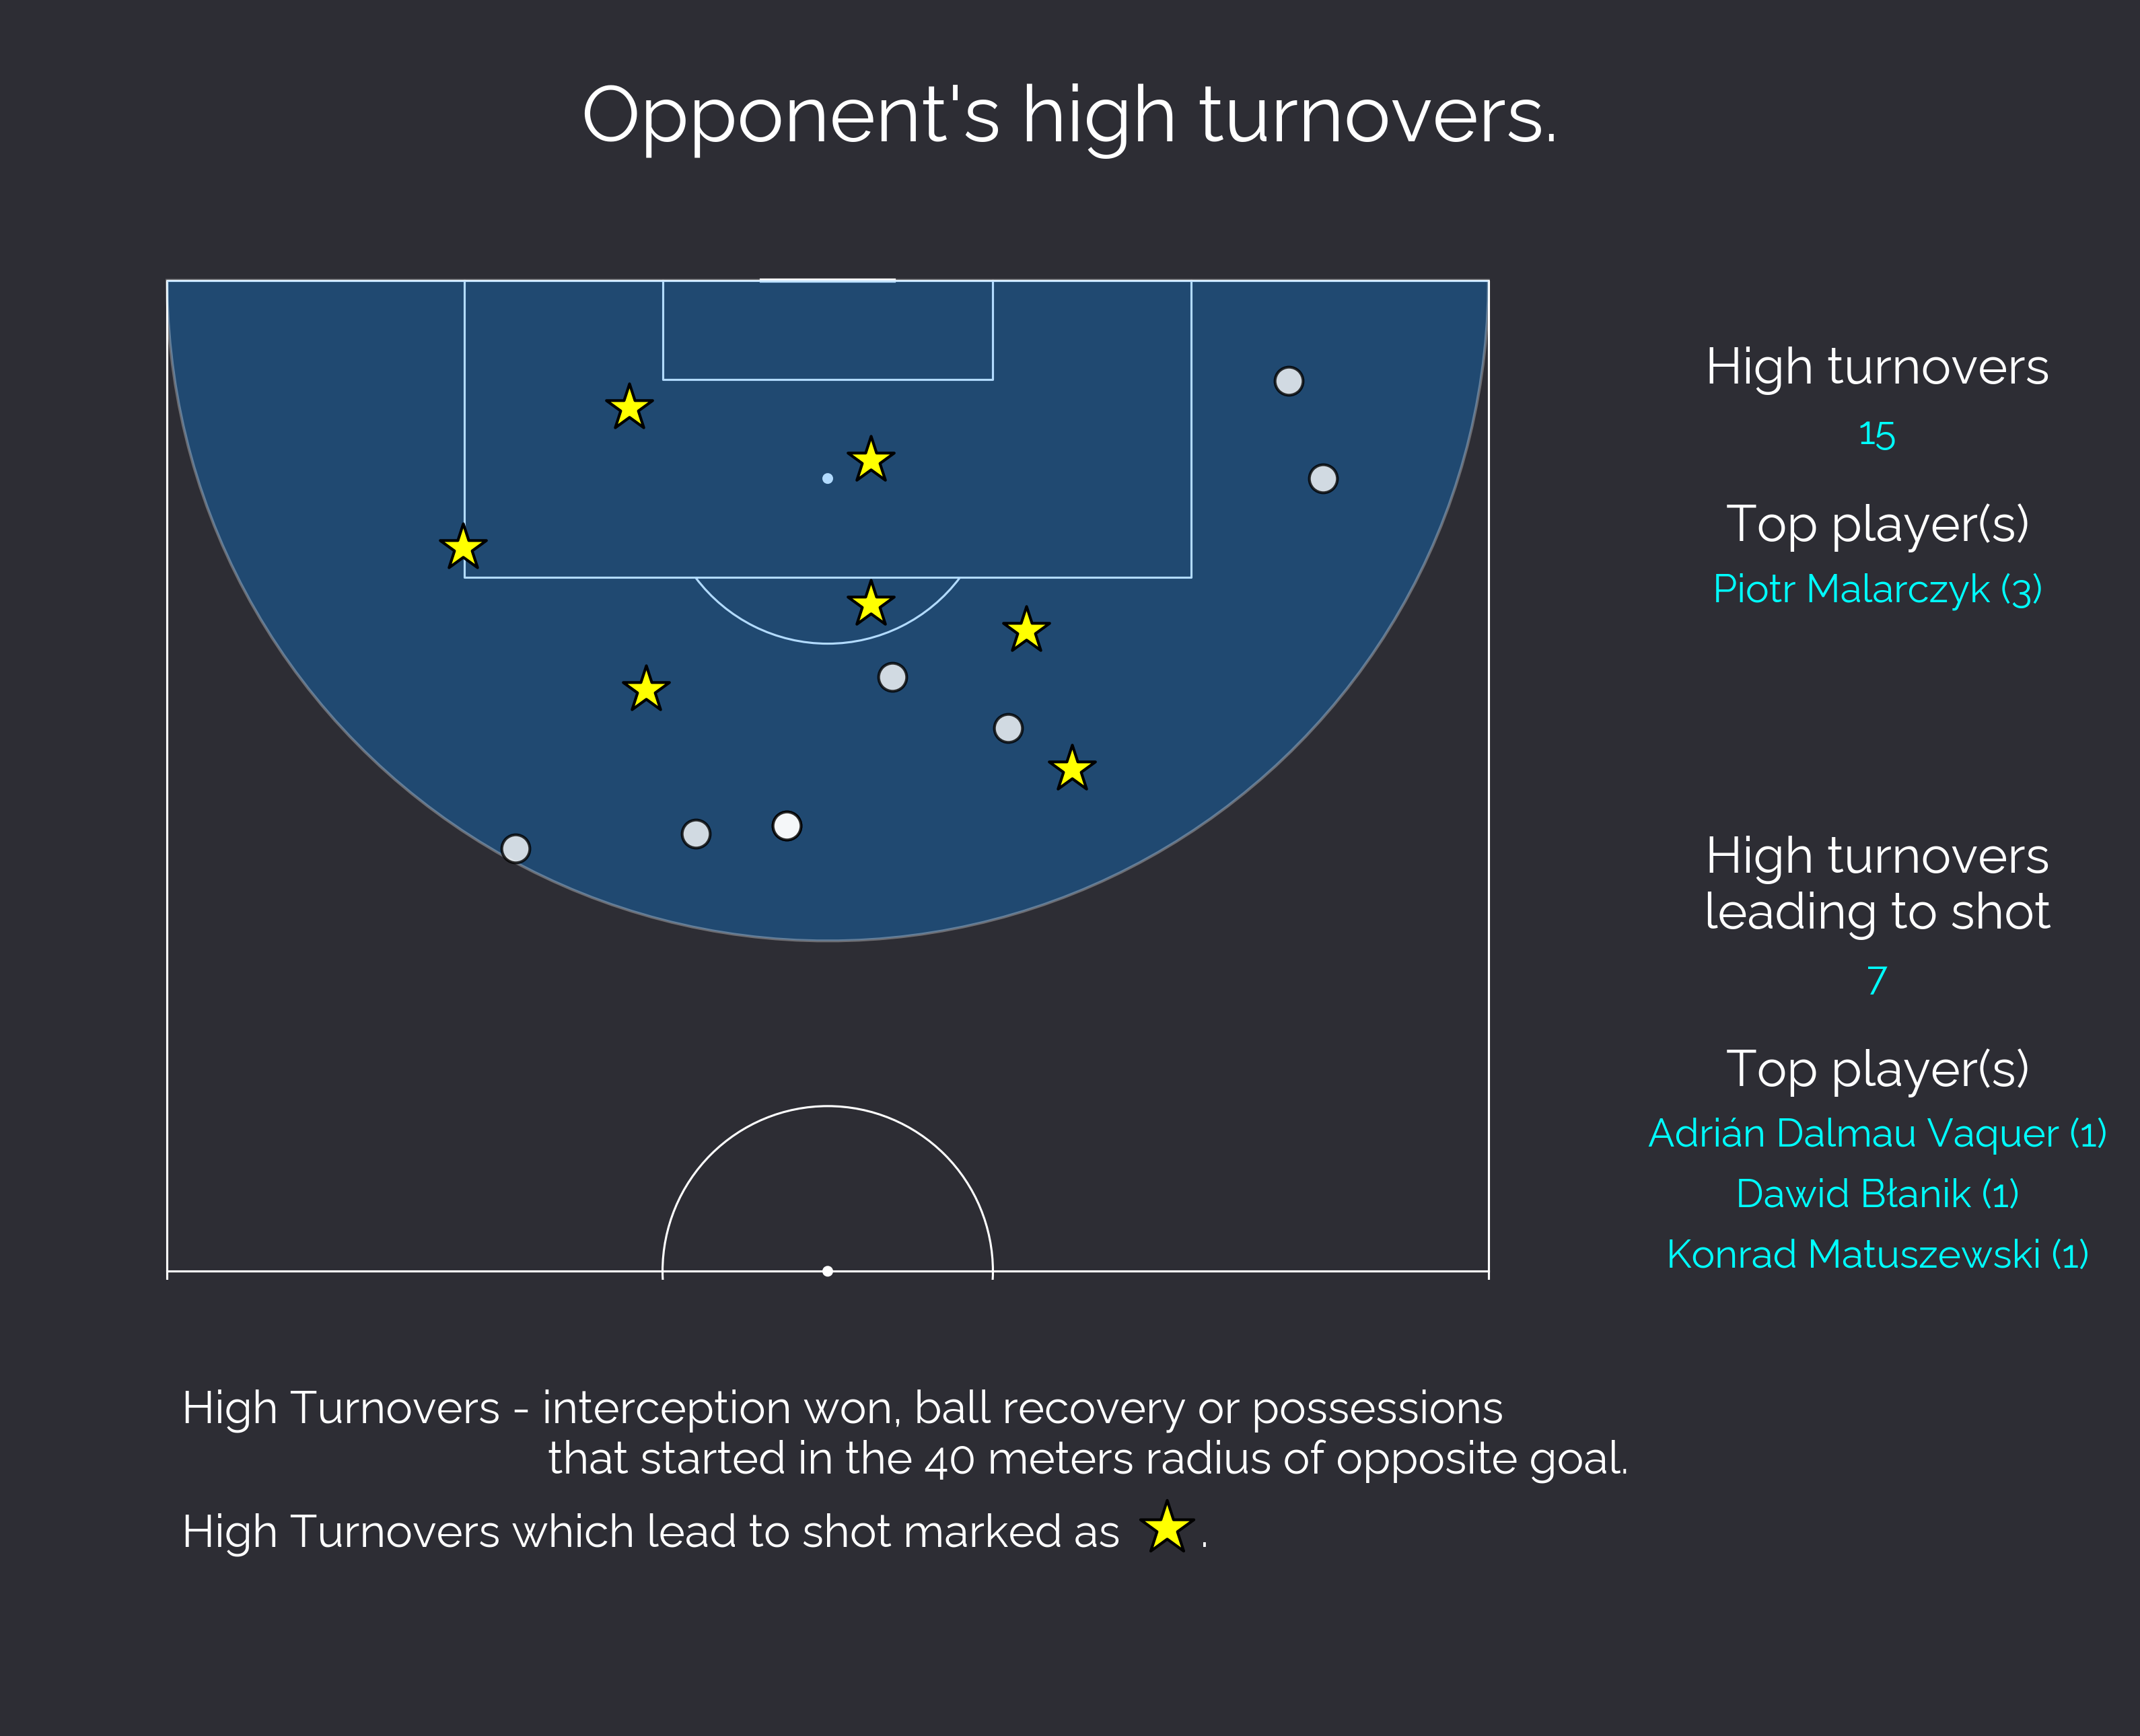 Opponent's high turnovers.
High turnovers
15
Top player(s)
Piotr Malarczyk (3)
High turnovers
leading to shot
7
Top player(s)
Adrián Dalmau Vaquer (1)
Dawid Błanik (1)
Konrad Matuszewski (1)
High Turnovers - interception won, ball recovery or possessions
that started in the 40 meters radius of opposite goal.
High Turnovers which lead to shot marked as .